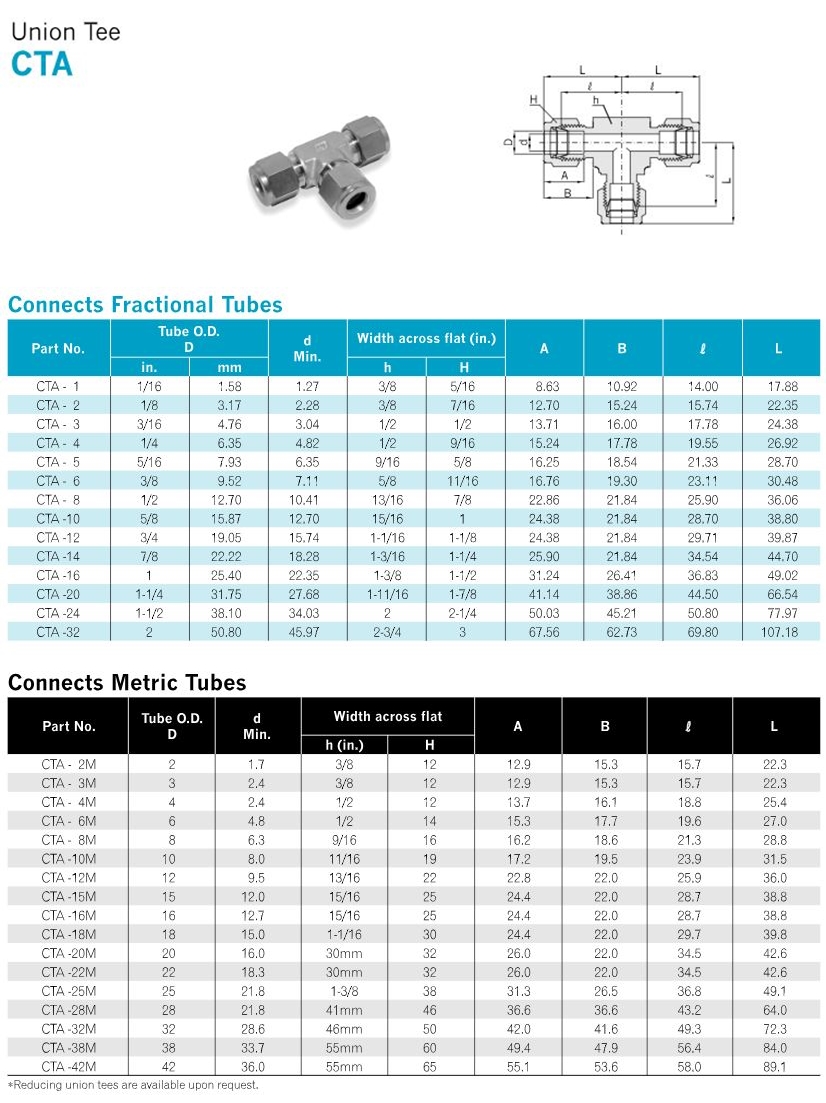 Union Tee
CTA
L L
ℓ ℓ
H h
D d
A
B
ℓ L
Connects Fractional Tubes
Part No. Tube O.D. D d Min. Width across flat (in.) A B ℓ L
in. mm h H
CTA - 1 1/16 1.58 1.27 3/8 5/16 8.63 10.92 14.00 17.88
CTA - 2 1/8 3.17 2.28 3/8 7/16 12.70 15.24 15.74 22.35
CTA - 3 3/16 4.76 3.04 1/2 1/2 13.71 16.00 17.78 24.38
CTA - 4 1/4 6.35 4.82 1/2 9/16 15.24 17.78 19.55 26.92
CTA - 5 5/16 7.93 6.35 9/16 5/8 16.25 18.54 21.33 28.70
CTA - 6 3/8 9.52 7.11 5/8 11/16 16.76 19.30 23.11 30.48
CTA - 8 1/2 12.70 10.41 13/16 7/8 22.86 21.84 25.90 36.06
CTA -10 5/8 15.87 12.70 15/16 1 24.38 21.84 28.70 38.80
CTA -12 3/4 19.05 15.74 1-1/16 1-1/8 24.38 21.84 29.71 39.87
CTA -14 7/8 22.22 18.28 1-3/16 1-1/4 25.90 21.84 34.54 44.70
CTA -16 1 25.40 22.35 1-3/8 1-1/2 31.24 26.41 36.83 49.02
CTA -20 1-1/4 31.75 27.68 1-11/16 1-7/8 41.14 38.86 44.50 66.54
CTA -24 1-1/2 38.10 34.03 2 2-1/4 50.03 45.21 50.80 77.97
CTA -32 2 50.80 45.97 2-3/4 3 67.56 62.73 69.80 107.18
Connects Metric Tubes
Part No. Tube O.D. D d Min. Width across flat A B ℓ L
h (in.) H
CTA - 2M 2 1.7 3/8 12 12.9 15.3 15.7 22.3
CTA - 3M 3 2.4 3/8 12 12.9 15.3 15.7 22.3
CTA - 4M 4 2.4 1/2 12 13.7 16.1 18.8 25.4
CTA - 6M 6 4.8 1/2 14 15.3 17.7 19.6 27.0
CTA - 8M 8 6.3 9/16 16 16.2 18.6 21.3 28.8
CTA -10M 10 8.0 11/16 19 17.2 19.5 23.9 31.5
CTA -12M 12 9.5 13/16 22 22.8 22.0 25.9 36.0
CTA -15M 15 12.0 15/16 25 24.4 22.0 28.7 38.8
CTA -16M 16 12.7 15/16 25 24.4 22.0 28.7 38.8
CTA -18M 18 15.0 1-1/16 30 24.4 22.0 29.7 39.8
CTA -20M 20 16.0 30mm 32 26.0 22.0 34.5 42.6
CTA -22M 22 18.3 30mm 32 26.0 22.0 34.5 42.6
CTA -25M 25 21.8 1-3/8 38 31.3 26.5 36.8 49.1
CTA -28M 28 21.8 41mm 46 36.6 36.6 43.2 64.0
CTA -32M 32 28.6 46mm 50 42.0 41.6 49.3 72.3
CTA -38M 38 33.7 55mm 60 49.4 47.9 56.4 84.0
CTA -42M 42 36.0 55mm 65 55.1 53.6 58.0 89.1
*Reducing union tees are available upon request.